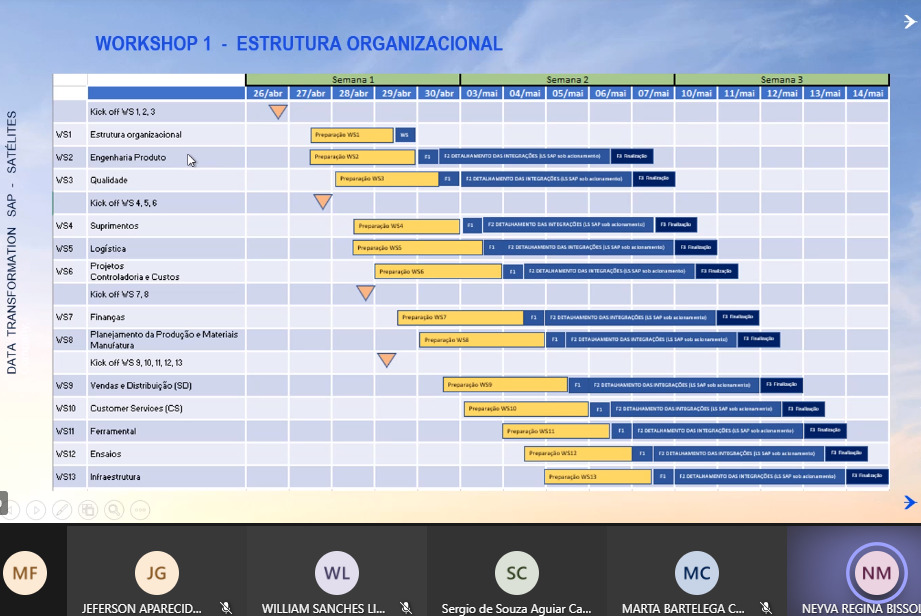 WORKSHOP 1 - ESTRUTURA ORGANIZACIONAL
DATA TRANSFORMATION SAP - SATÉLITES
Semana 1 Semana 2 Semana 3
26/abr 27/abr 28/abr 29/abr 30/abr 03/mai 04/mai 05/mai 06/mai 07/mai 10/mai 11/mai 12/mai 13/mai 14/mai
Kick off WS 1, 2, 3
WS1 Estrutura organizacional Preparação WS1 WS
WS2 Engenharia Produto Preparação WS2 F1 F2 DETALHAMENTO DAS INTEGRAÇÕES (LS SAP sob acionamento) F3 Finalização
WS3 Qualidade Preparação WS3 F1 F2 DETALHAMENTO DAS INTEGRAÇÕES (LS SAP sob acionamento) F3 Finalização
Kick off WS 4, 5, 6
WS4 Suprimentos Preparação WS4 F1 F2 DETALHAMENTO DAS INTEGRAÇÕES (LS SAP sob acionamento) F3 Finalização
WS5 Logística Preparação WS5 F1 F2 DETALHAMENTO DAS INTEGRAÇÕES (LS SAP sob acionamento) F3 Finalização
WS6 Projetos
Controladoria e Custos Preparação WS6 F1 F2 DETALHAMENTO DAS INTEGRAÇÕES (LS SAP sob acionamento) F3 Finalização
Kick off WS 7, 8
WS7 Finanças Preparação WS7 F1 F2 DETALHAMENTO DAS INTEGRAÇÕES (LS SAP sob acionamento) F3 Finalização
WS8 Planejamento da Produção e Materiais
Manufatura Preparação WS8 F1 F2 DETALHAMENTO DAS INTEGRAÇÕES (LS SAP sob acionamento) F3 Finalização
Kick off WS 9, 10, 11, 12, 13
WS9 Vendas e Distribuição (SD) Preparação WS9 F1 F2 DETALHAMENTO DAS INTEGRAÇÕES (LS SAP sob acionamento) F3 Finalização
WS10 Customer Services (CS) Preparação WS10 F1 F2 DETALHAMENTO DAS INTEGRAÇÕES (LS SAP sob acionamento) F3 Finalização
WS11 Ferramental Preparação WS11 F1 F2 DETALHAMENTO DAS INTEGRAÇÕES (LS SAP sob acionamento) F3 Finalização
WS12 Ensaios Preparação WS12 F1 F2 DETALHAMENTO DAS INTEGRAÇÕES (LS SAP sob acionamento) F3 Finalização
WS13 Infraestrutura Preparação WS13 F1 F2 DETALHAMENTO DAS INTEGRAÇÕES (LS SAP sob acionamento) F3 Finalização
MF JG WL SC MC NM
JEFERSON APARECID... WILLIAM SANCHES LI... Sergio de Souza Aguiar Ca... MARTA BARTELEGA C... NEYVA REGINA BISSO